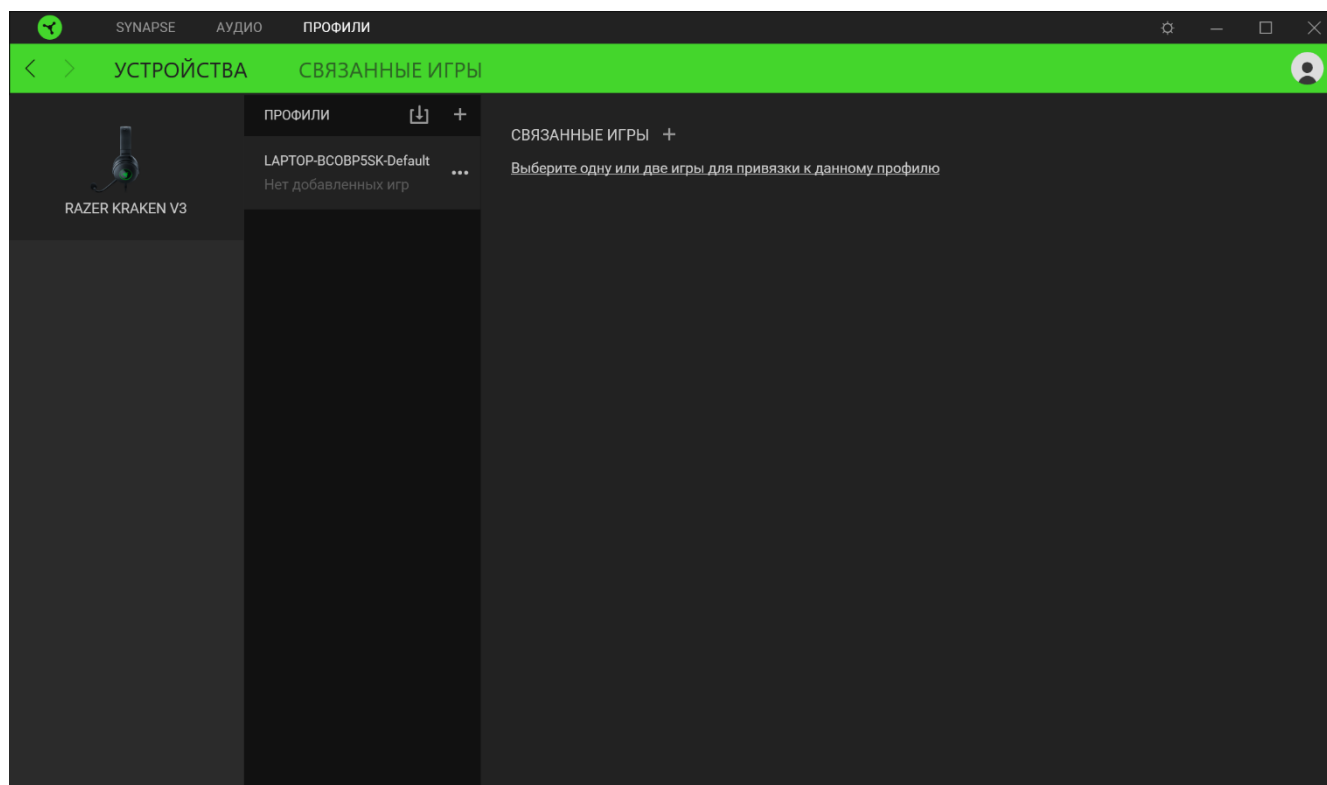 SYNAPSE АУДИО ПРОФИЛИ
УСТРОЙСТВА СВЯЗАННЫЕ ИГРЫ
RAZER KRAKEN V3
ПРОФИЛИ
LAPTOP-BCOBP5SK-Default
Нет добавленных игр
СВЯЗАННЫЕ ИГРЫ
Выберите одну или две игры для привязки к данному профилю